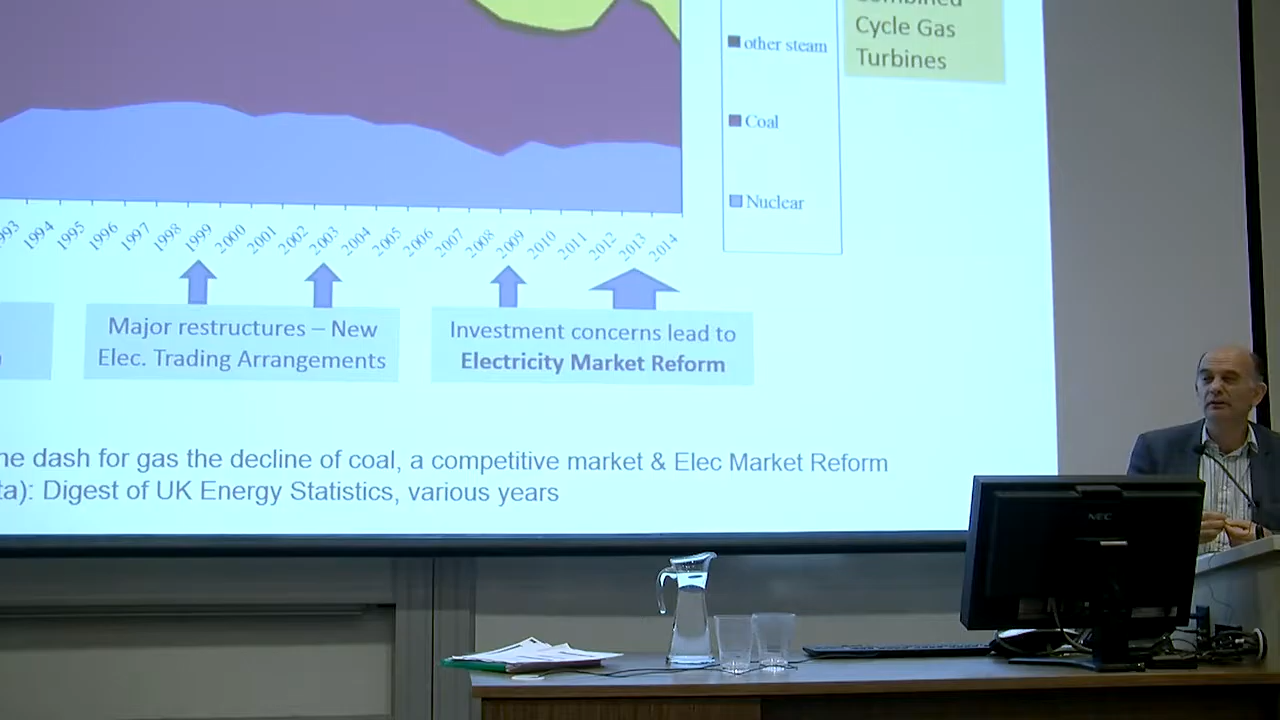 Cycle Gas
Turbines
other steam
Coal
Nuclear
1994 1995 1996 1997 1998 1999 2000 2001 2002 2003 2004 2005 2006 2007 2008 2009 2010 2011 2012 2013 2014
Major restructures – New
Elec. Trading Arrangements
Investment concerns lead to
Electricity Market Reform
he dash for gas the decline of coal, a competitive market & Elec Market Reform
ta): Digest of UK Energy Statistics, various years
NEC